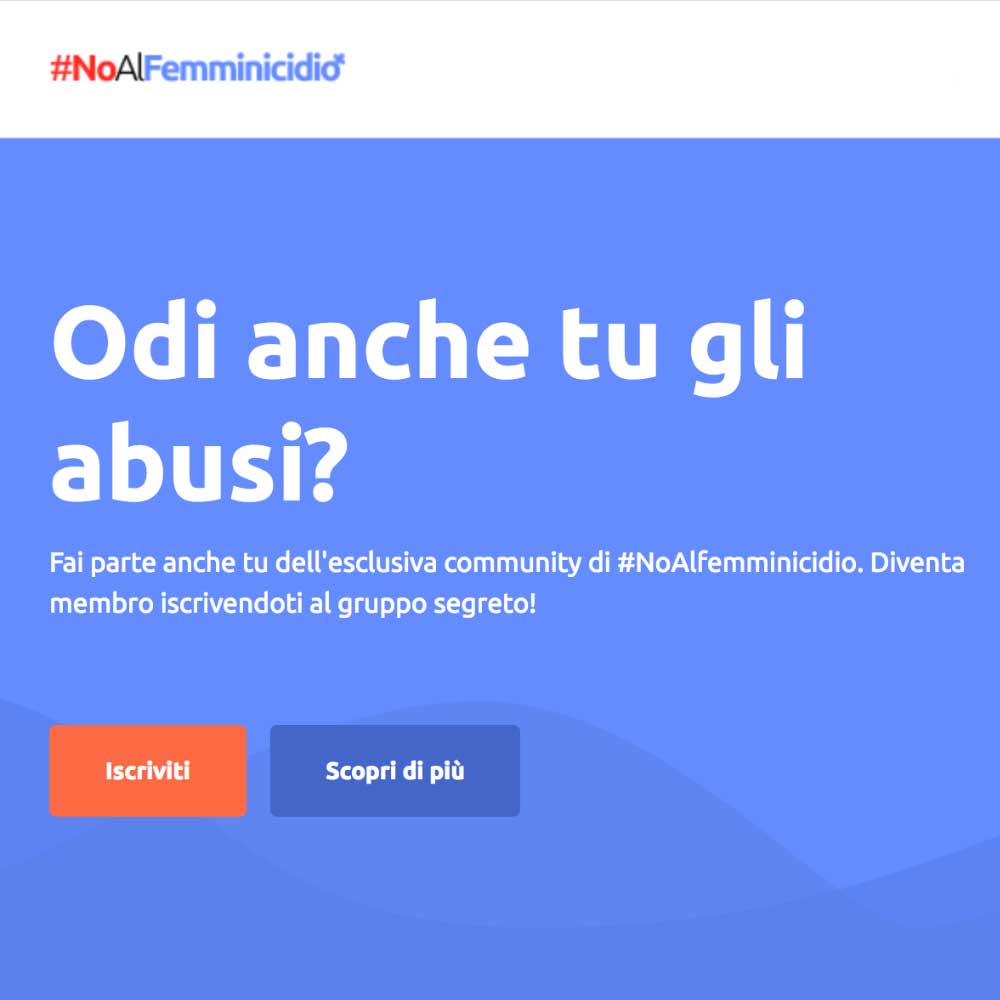 #NoAlFemminicidio
Odi anche tu gli
abusi?
Fai parte anche tu dell'esclusiva community di #NoAlfemminicidio. Diventa
membro iscrivendoti al gruppo segreto!
Iscriviti
Scopri di più